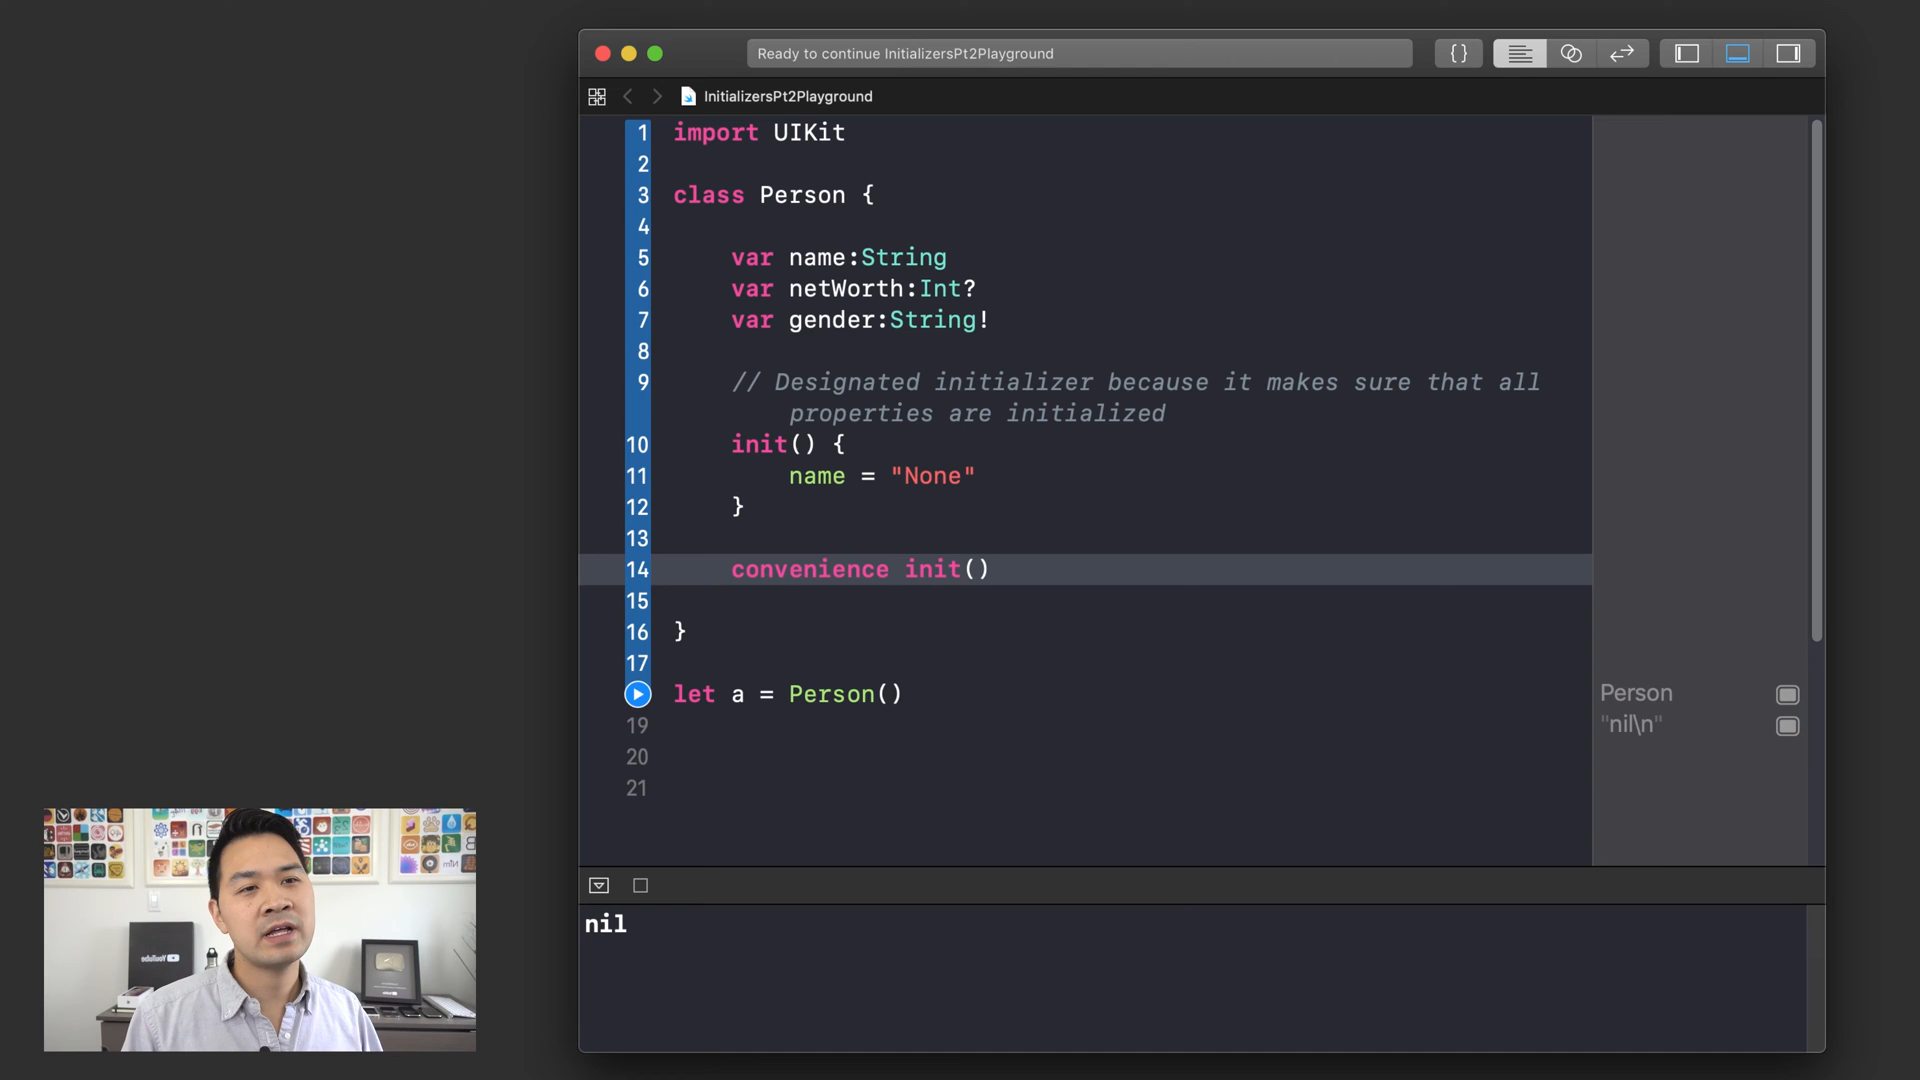 Ready to continue InitializersPt2Playground
{}
InitializersPt2Playground
1 import UIKit
2
3 class Person {
4
5 var name:String
6 var netWorth:Int?
7 var gender:String!
8
9 // Designated initializer because it makes sure that all
properties are initialized
10 init() {
11 name = "None"
12 }
13
14 convenience init()
15
16 }
17
let a = Person()
Person
19
"nil\n"
20
21
nil
YouTube